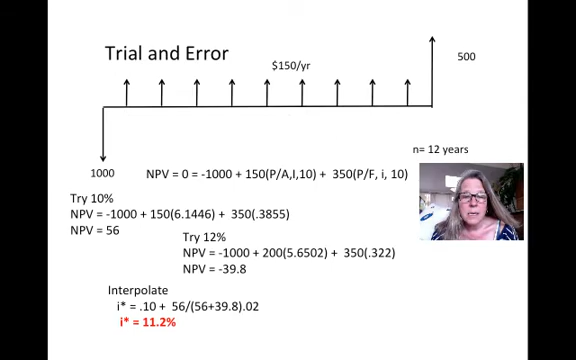 Trial and Error
$150/yr
500
n= 12 years
1000
NPV = 0 = -1000 + 150(P/A,I,10) + 350(P/F, i, 10)
Try 10%
NPV = -1000 + 150(6.1446) + 350(.3855)
NPV = 56
Try 12%
NPV = -1000 + 200(5.6502) + 350(.322)
NPV = -39.8
Interpolate
i* = .10 + 56/(56+39.8).02
i* = 11.2%